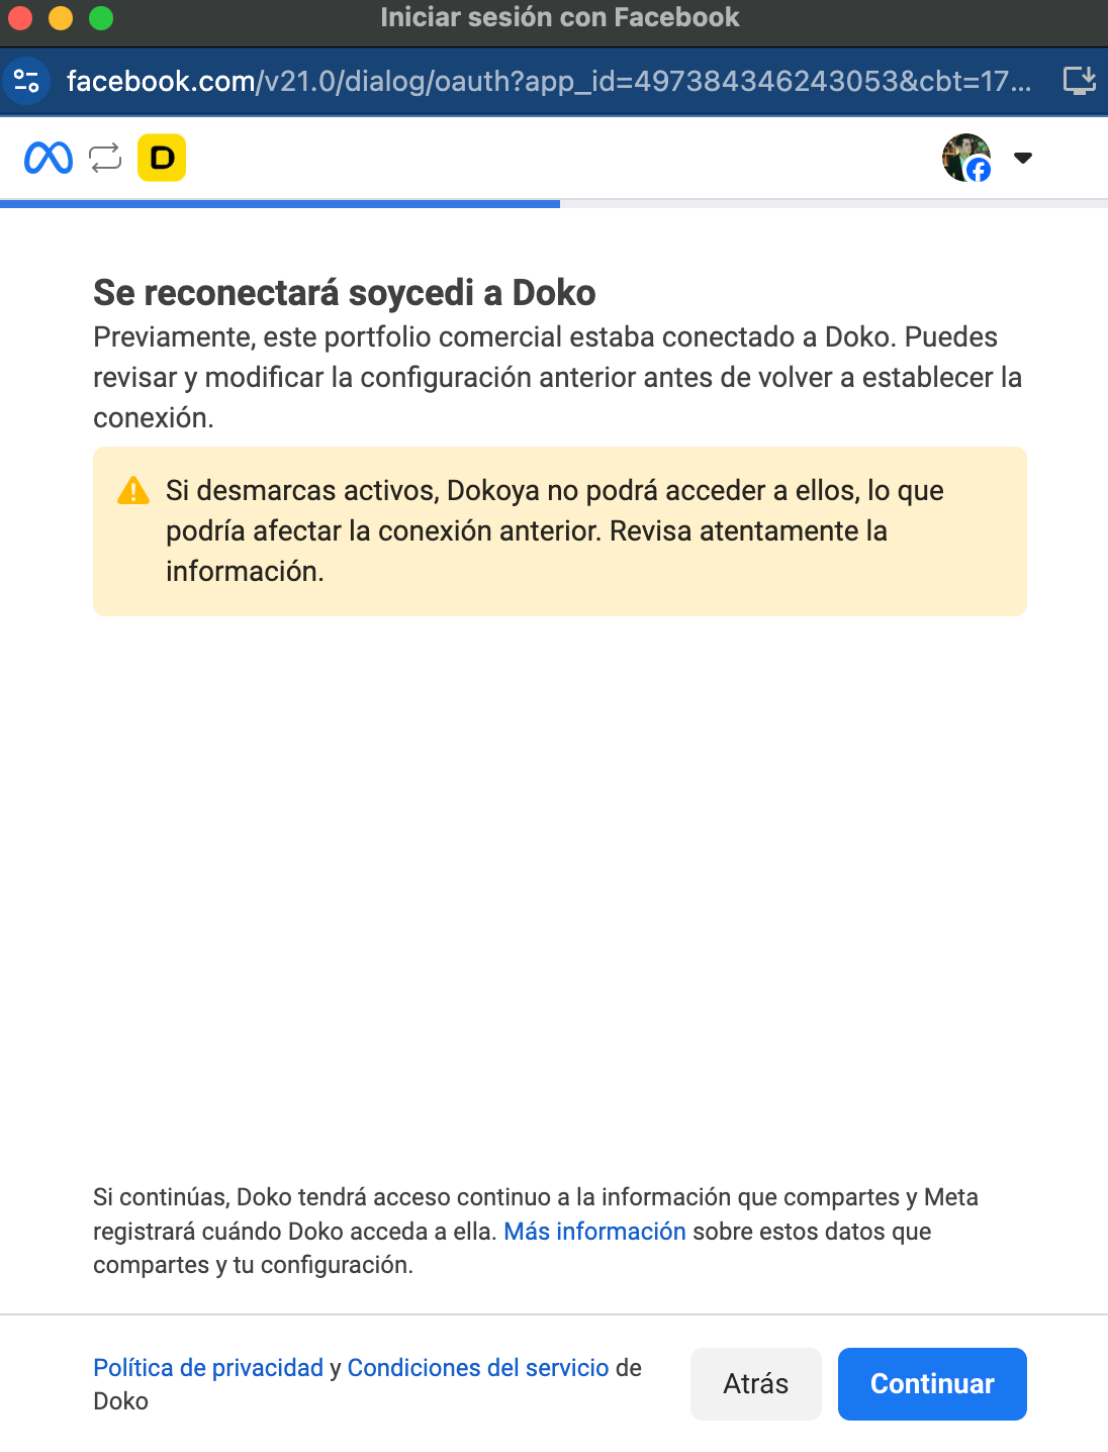 Iniciar sesión con Facebook
facebook.com/v21.0/dialog/oauth?app_id=497384346243053&cbt=17...
D
Se reconectará soycedi a Doko
Previamente, este portfolio comercial estaba conectado a Doko. Puedes
revisar y modificar la configuración anterior antes de volver a establecer la
conexión.
Si desmarcas activos, Dokoya no podrá acceder a ellos, lo que
podría afectar la conexión anterior. Revisa atentamente la
información.
Si continúas, Doko tendrá acceso continuo a la información que compartes y Meta
registrará cuándo Doko acceda a ella. Más información sobre estos datos que
compartes y tu configuración.
Política de privacidad y Condiciones del servicio de
Doko
Atrás
Continuar